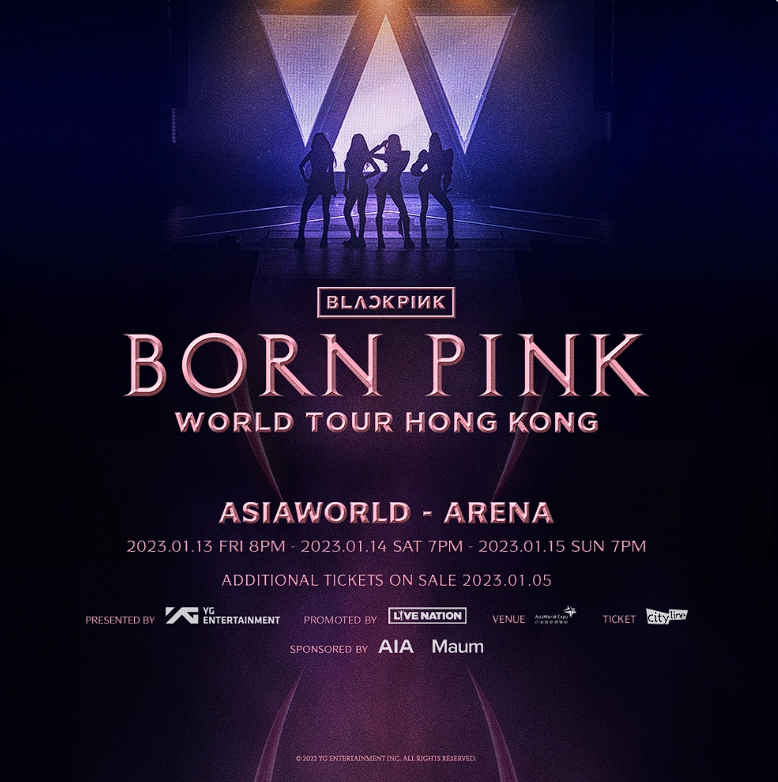 BLACKPINK
BORN PINK
WORLD TOUR HONG KONG
ASIAWORLD - ARENA
2023.01.13 FRI 8PM - 2023.01.14 SAT 7PM - 2023.01.15 SUN 7PM
ADDITIONAL TICKETS ON SALE 2023.01.05
PRESENTED BY YG ENTERTAINMENT PROMOTED BY LIVE NATION VENUE AsiaWorld-Expo TICKET cityline
SPONSORED BY AIA Maum
© 2022 YG ENTERTAINMENT INC. ALL RIGHTS RESERVED.